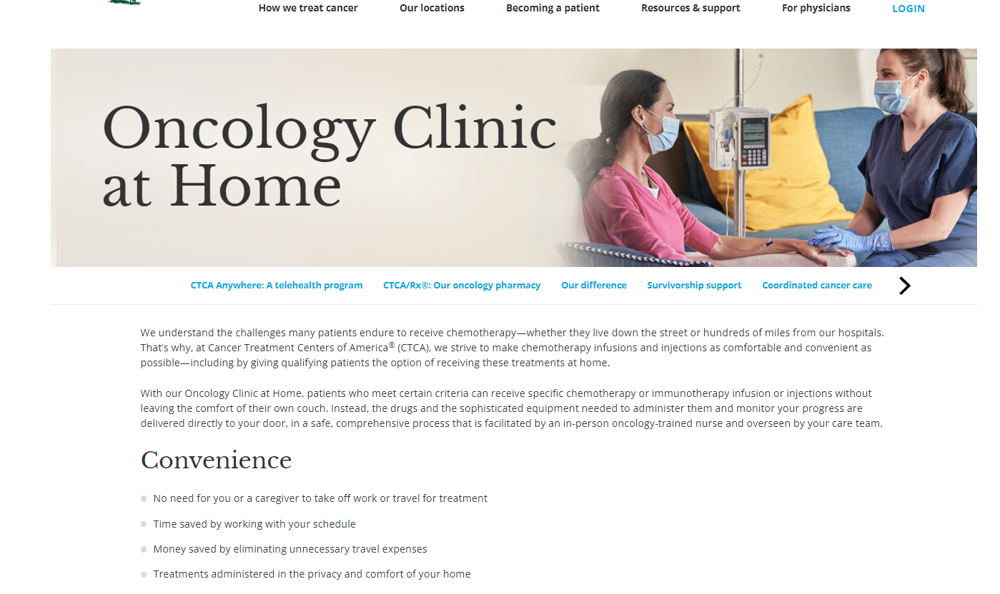 How we treat cancer Our locations Becoming a patient Resources & support For physicians LOGIN
Oncology Clinic
at Home
CTCA Anywhere: A telehealth program CTCA/Rx®: Our oncology pharmacy Our difference Survivorship support Coordinated cancer care
We understand the challenges many patients endure to receive chemotherapy—whether they live down the street or hundreds of miles from our hospitals.
That’s why, at Cancer Treatment Centers of America® (CTCA), we strive to make chemotherapy infusions and injections as comfortable and convenient as
possible—including by giving qualifying patients the option of receiving these treatments at home.
With our Oncology Clinic at Home, patients who meet certain criteria can receive specific chemotherapy or immunotherapy infusion or injections without
leaving the comfort of their own couch. Instead, the drugs and the sophisticated equipment needed to administer them and monitor your progress are
delivered directly to your door, in a safe, comprehensive process that is facilitated by an in-person oncology-trained nurse and overseen by your care team.
Convenience
No need for you or a caregiver to take off work or travel for treatment
Time saved by working with your schedule
Money saved by eliminating unnecessary travel expenses
Treatments administered in the privacy and comfort of your home